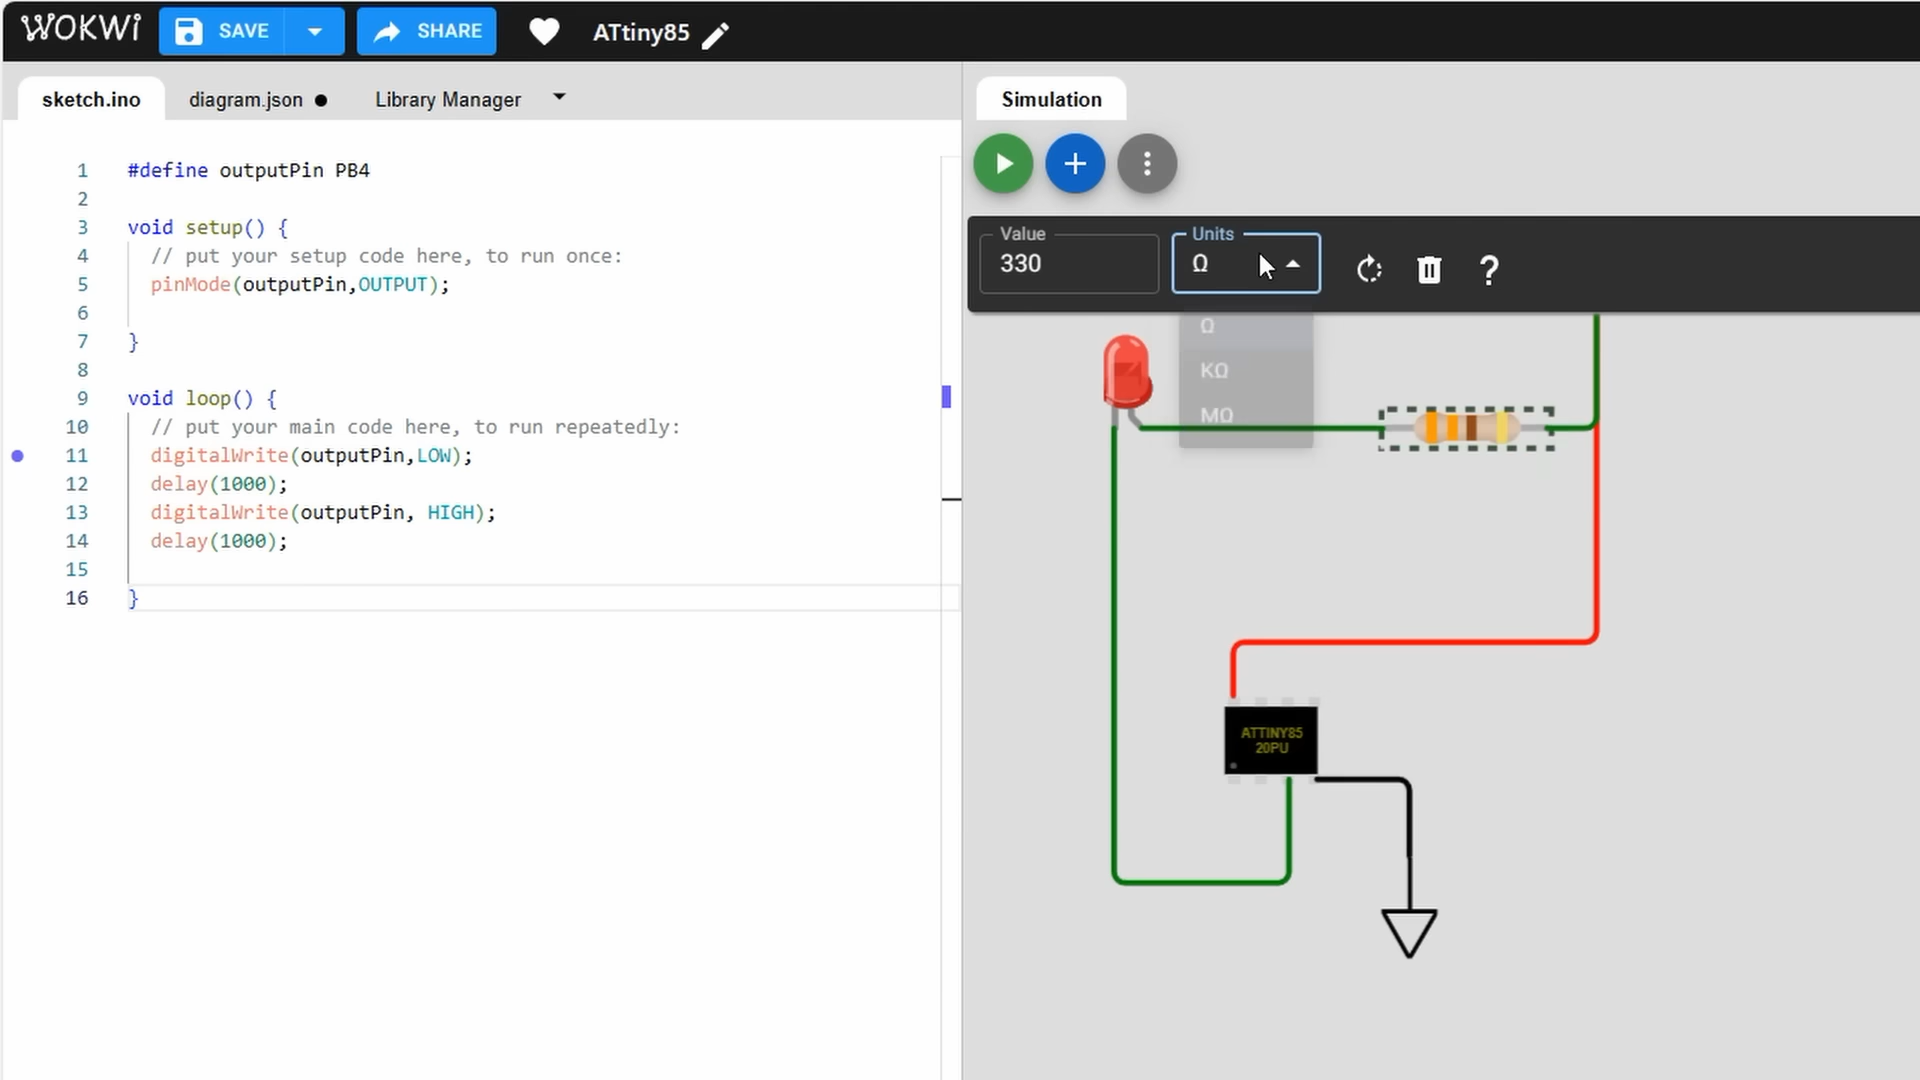 WOKWI SAVE SHARE ATtiny85
sketch.ino diagram.json Library Manager
1 #define outputPin PB4
2
3 void setup() {
4 // put your setup code here, to run once:
5 pinMode(outputPin,OUTPUT);
6
7 }
8
9 void loop() {
10 // put your main code here, to run repeatedly:
11 digitalWrite(outputPin,LOW);
12 delay(1000);
13 digitalWrite(outputPin, HIGH);
14 delay(1000);
15
16 }
Simulation
Value
330
Units
Ω
?
Ω
KΩ
MΩ
ATTINY85
20PU